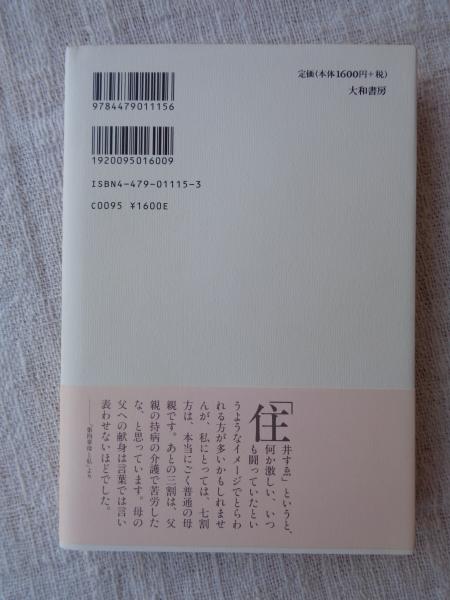 9784479011156
1920095016009
ISBN4-479-01115-3
C0095 ¥1600E
定価(本体1600円+税)
大和書房
「住井すゑ」というと、
何か激しい、いつ
も闘っていたとい
うようなイメージでとらわ
れる方が多いかもしれませ
んが、私にとっては、七割
方は、本当にごく普通の母
親です。あとの三割は、父
親の持病の介護で苦労した
な、と思っています。母の
父への献身は言葉では言い
表わせないほどでした。